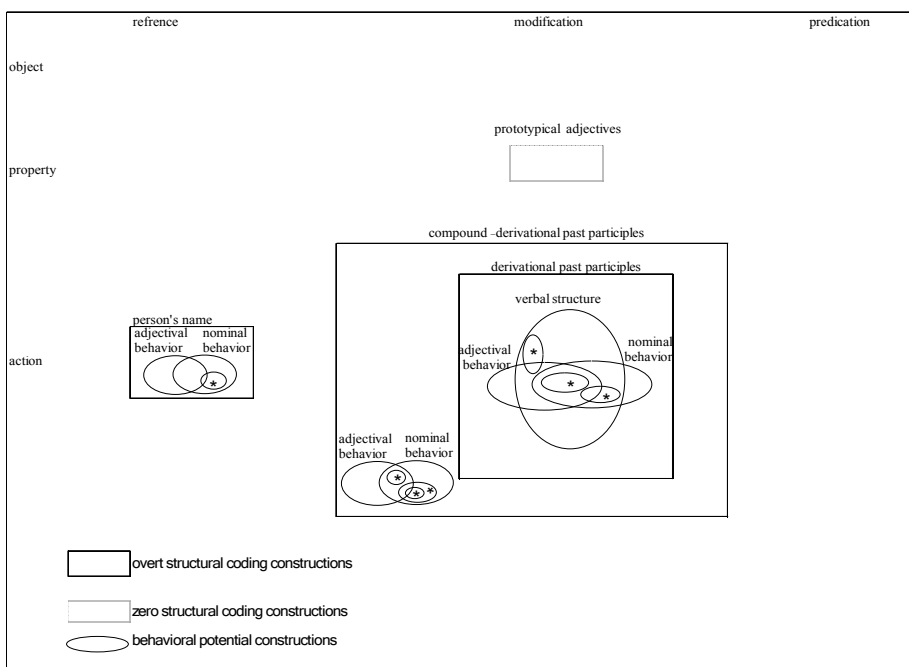 refrence modification predication
object
prototypical adjectives
property
compound -derivational past participles
derivational past participles
verbal structure
person's name
adjectival nominal
behavior behavior
action
adjectival
behavior
nominal
behavior
*
*
*
*
adjectival nominal
behavior behavior
*
*
*
overt structural coding constructions
zero structural coding constructions
behavioral potential constructions